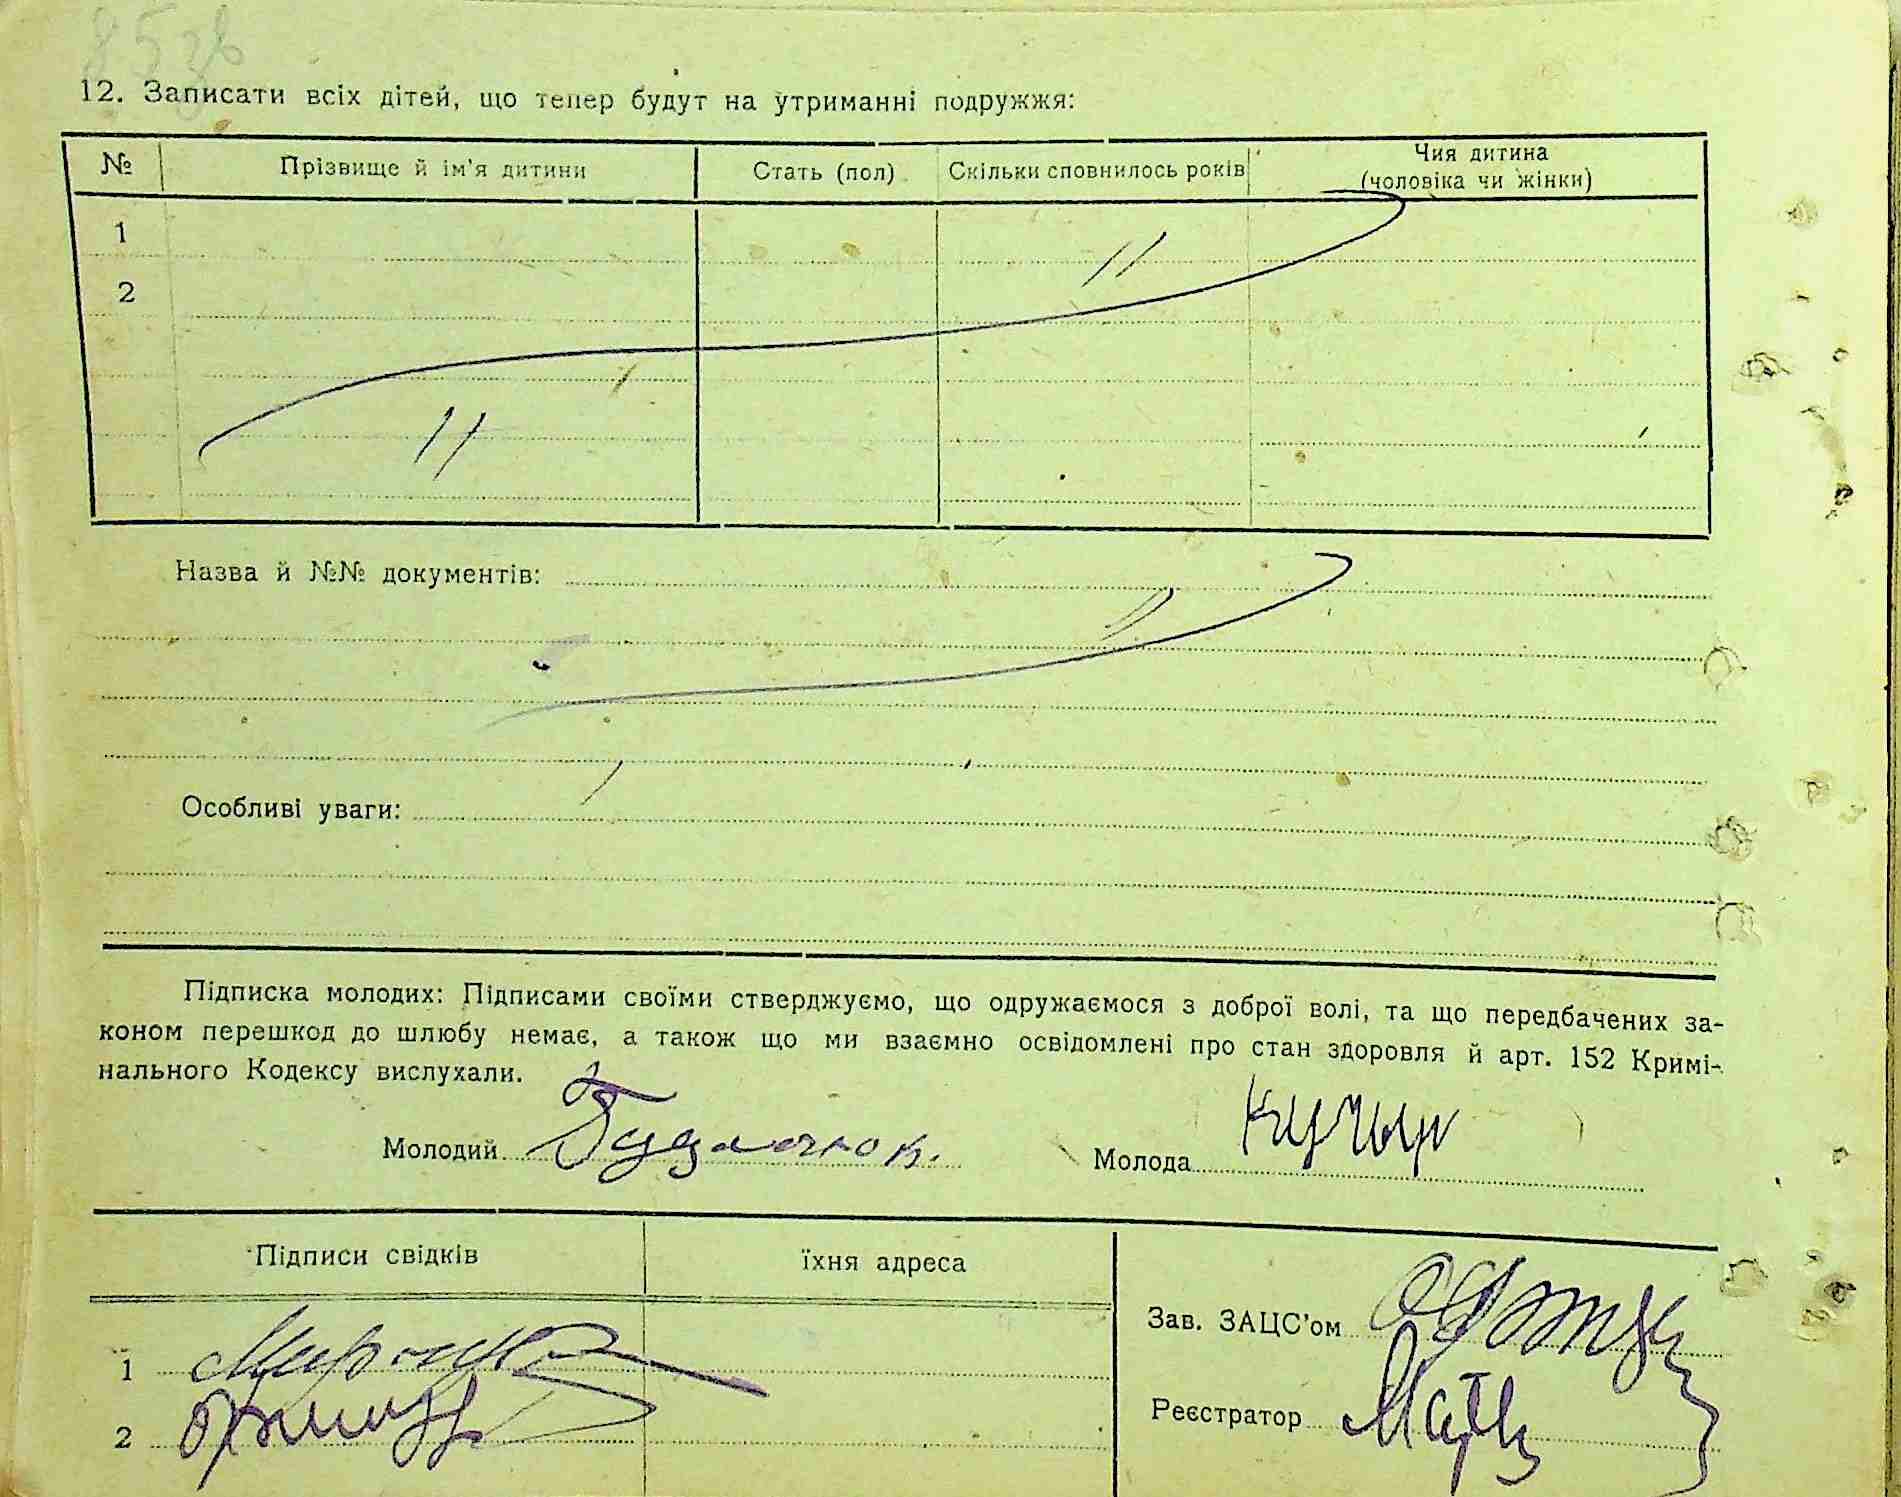 85зв
12. Записати всіх дітей, що тепер будут на утриманні подружжя:
№ Прізвище й ім'я дитини Стать (пол) Скільки сповнилось років Чия дитина (чоловіка чи жінки)
1
2
Назва й №№ документів:
Особливі уваги:
Підписка молодих: Підписами своїми стверджуємо, що одружаємося з доброї волі, та що передбачених за-
коном перешкод до шлюбу немає, а також що ми взаємно освідомлені про стан здоровля й арт. 152 Кримі-
нального Кодексу вислухали.
Молодий Молода
Підписи свідків їхня адреса
Зав. ЗАЦС'ом
1
Реєстратор
2